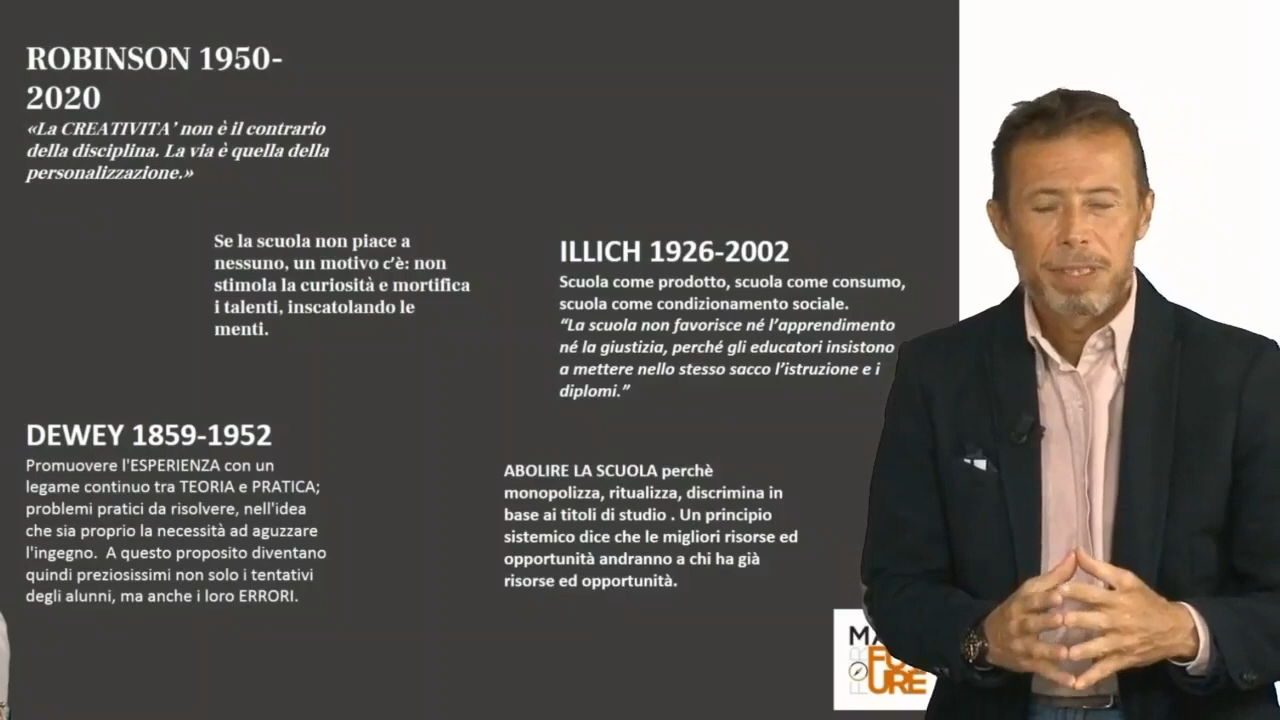 ROBINSON 1950-
2020
«La CREATIVITA’ non è il contrario
della disciplina. La via è quella della
personalizzazione.»
Se la scuola non piace a
nessuno, un motivo c’è: non
stimola la curiosità e mortifica
i talenti, inscatolando le
menti.
ILLICH 1926-2002
Scuola come prodotto, scuola come consumo,
scuola come condizionamento sociale.
“La scuola non favorisce né l’apprendimento
né la giustizia, perché gli educatori insistono
a mettere nello stesso sacco l’istruzione e i
diplomi.”
DEWEY 1859-1952
Promuovere l'ESPERIENZA con un
legame continuo tra TEORIA e PRATICA;
problemi pratici da risolvere, nell'idea
che sia proprio la necessità ad aguzzare
l'ingegno.  A questo proposito diventano
quindi preziosissimi non solo i tentativi
degli alunni, ma anche i loro ERRORI.
ABOLIRE LA SCUOLA perchè
monopolizza, ritualizza, discrimina in
base ai titoli di studio . Un principio
sistemico dice che le migliori risorse ed
opportunità andranno a chi ha già
risorse ed opportunità.
FU
URE